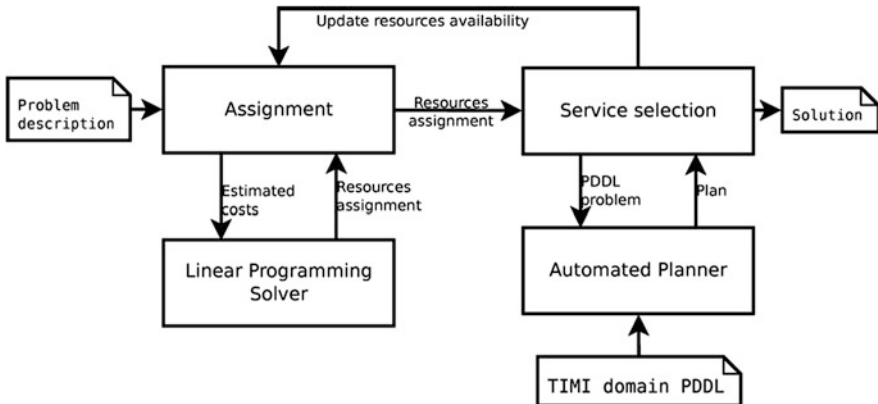 Update resources availability
Problem
description
Assignment
Resources
assignment
Service selection
Solution
Estimated
costs
Resources
assignment
PDDL
problem
Plan
Linear Programming
Solver
Automated Planner
TIMI domain PDDL